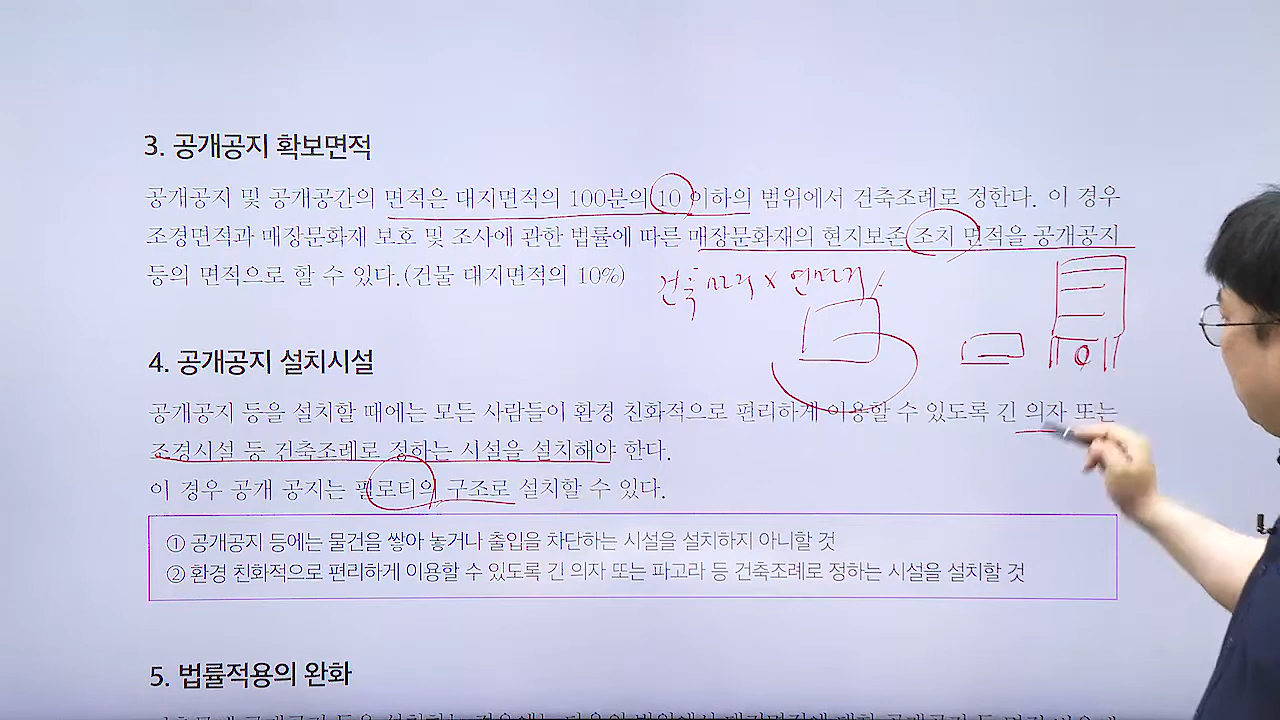 3. 공개공지 확보면적
공개공지 및 공개공간의 면적은 대지면적의 100분의 10 이하의 범위에서 건축조례로 정한다. 이 경우
조경면적과 매장문화재 보호 및 조사에 관한 법률에 따른 매장문화재의 현지보존 조치 면적을 공개공지
등의 면적으로 할 수 있다.(건물 대지면적의 10%)
4. 공개공지 설치시설
공개공지 등을 설치할 때에는 모든 사람들이 환경 친화적으로 편리하게 이용할 수 있도록 긴 의자 또는
조경시설 등 건축조례로 정하는 시설을 설치해야 한다.
이 경우 공개 공지는 필로티의 구조로 설치할 수 있다.
① 공개공지 등에는 물건을 쌓아 놓거나 출입을 차단하는 시설을 설치하지 아니할 것
② 환경 친화적으로 편리하게 이용할 수 있도록 긴 의자 또는 파고라 등 건축조례로 정하는 시설을 설치할 것
5. 법률적용의 완화